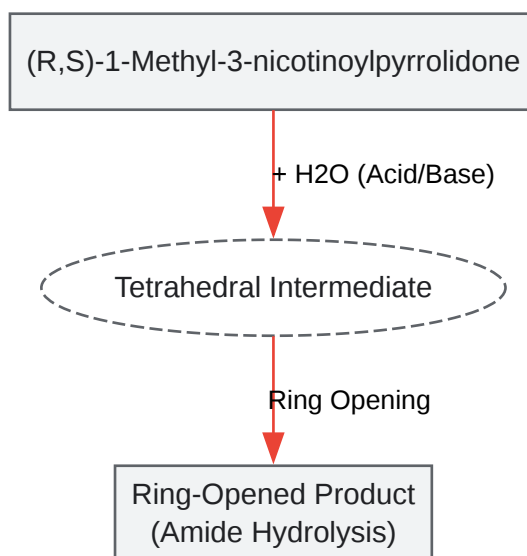 (R,S)-1-Methyl-3-nicotinoylpyrrolidone
+ H2O (Acid/Base)
Tetrahedral Intermediate
Ring Opening
Ring-Opened Product
(Amide Hydrolysis)